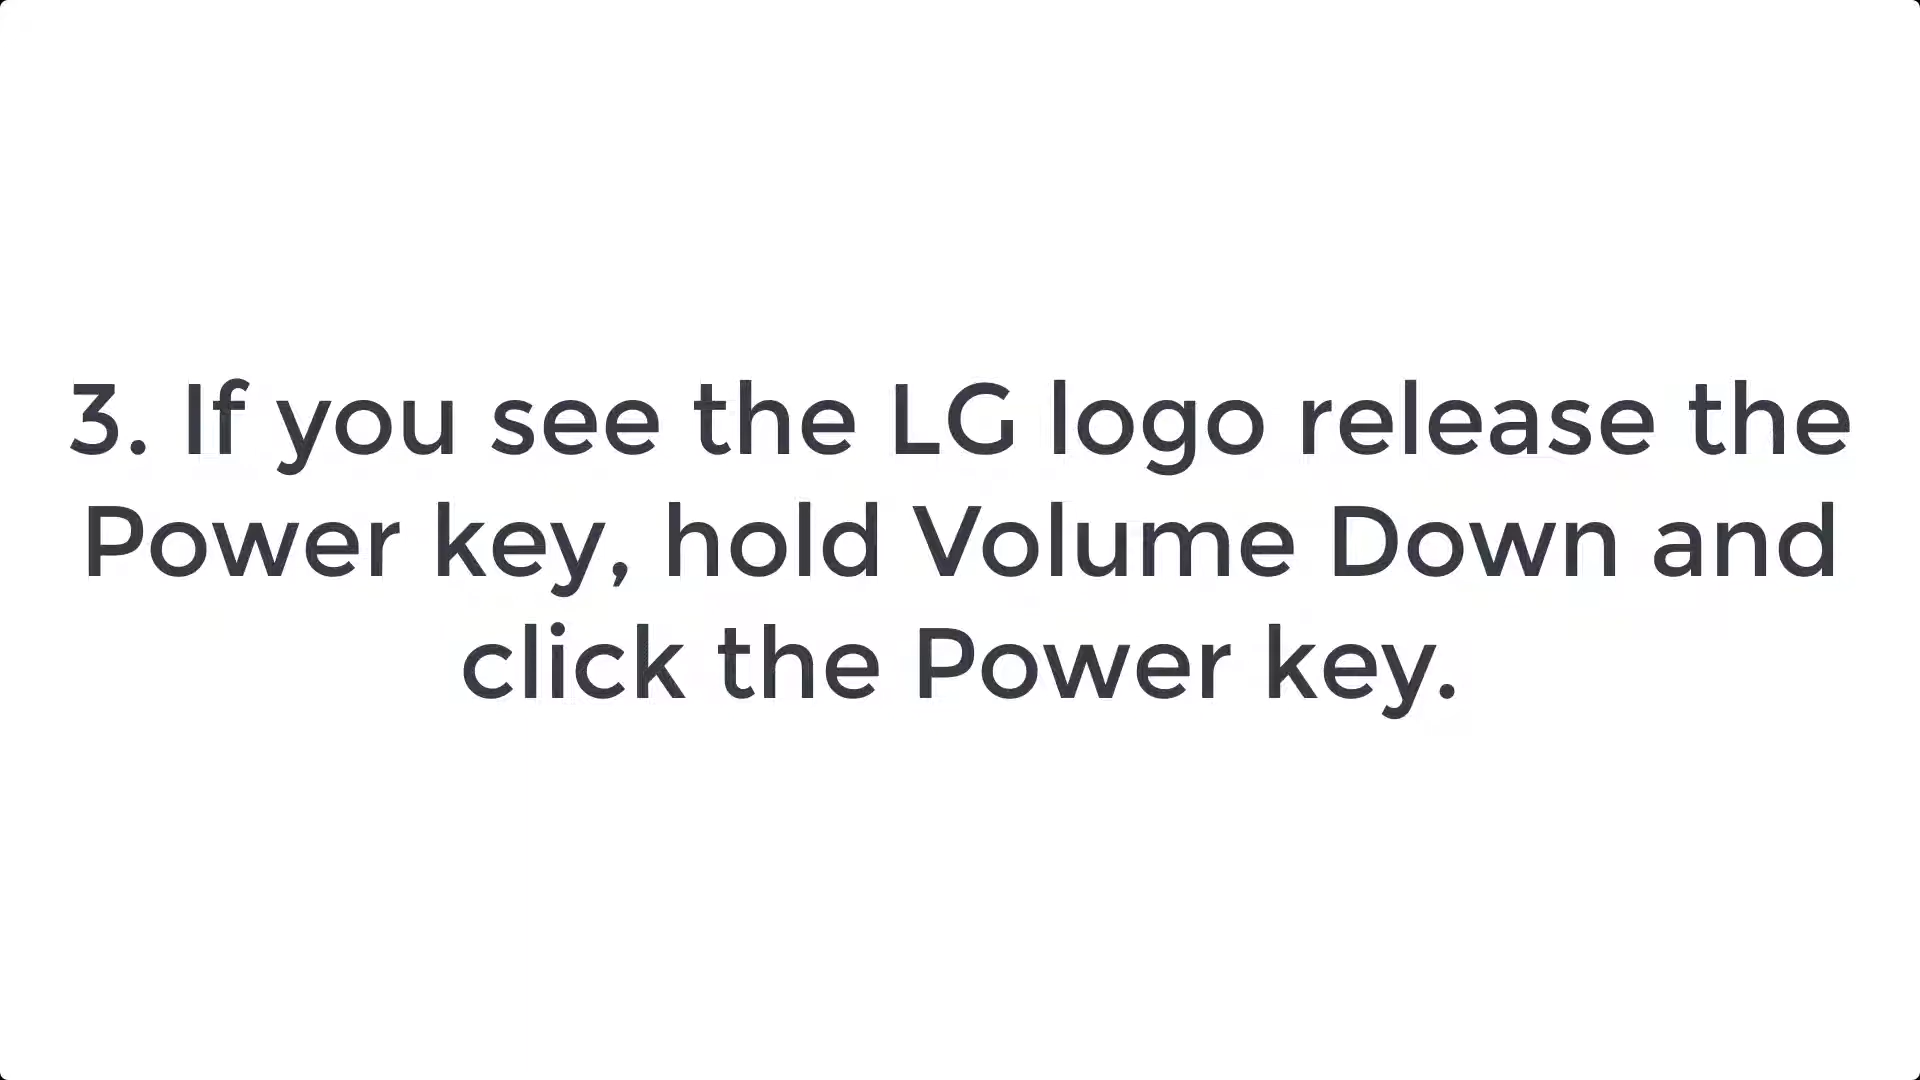 3. If you see the LG logo release the
Power key, hold Volume Down and
click the Power key.